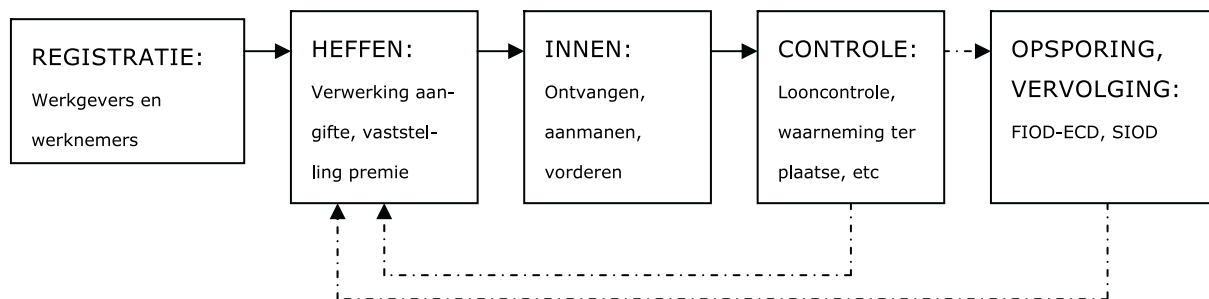 REGISTRATIE:
Werkgevers en
werknemers
HEFFEN:
Verwerking aan-
gifte, vaststel-
ling premie
INNEN:
Ontvangen,
aanmanen,
vorderen
CONTROLE:
Looncontrole,
waarneming ter
plaatse, etc
OPSPORING,
VERVOLGING:
FIOD-ECD, SIOD